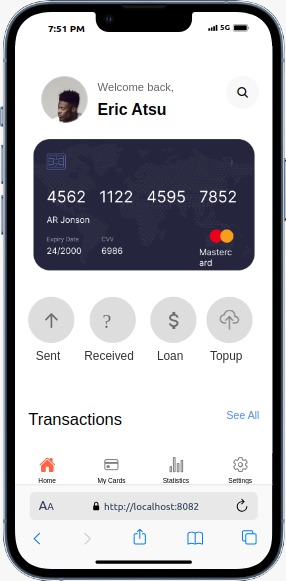 7:51 PM 5G
Welcome back,
Eric Atsu
4562 1122 4595 7852
AR Jonson
Expiry Date CVV
24/2000 6986
Masterc
ard
?
$
Sent Received Loan Topup
Transactions See All
Home My Cards Statistics Settings
AA http://localhost:8082